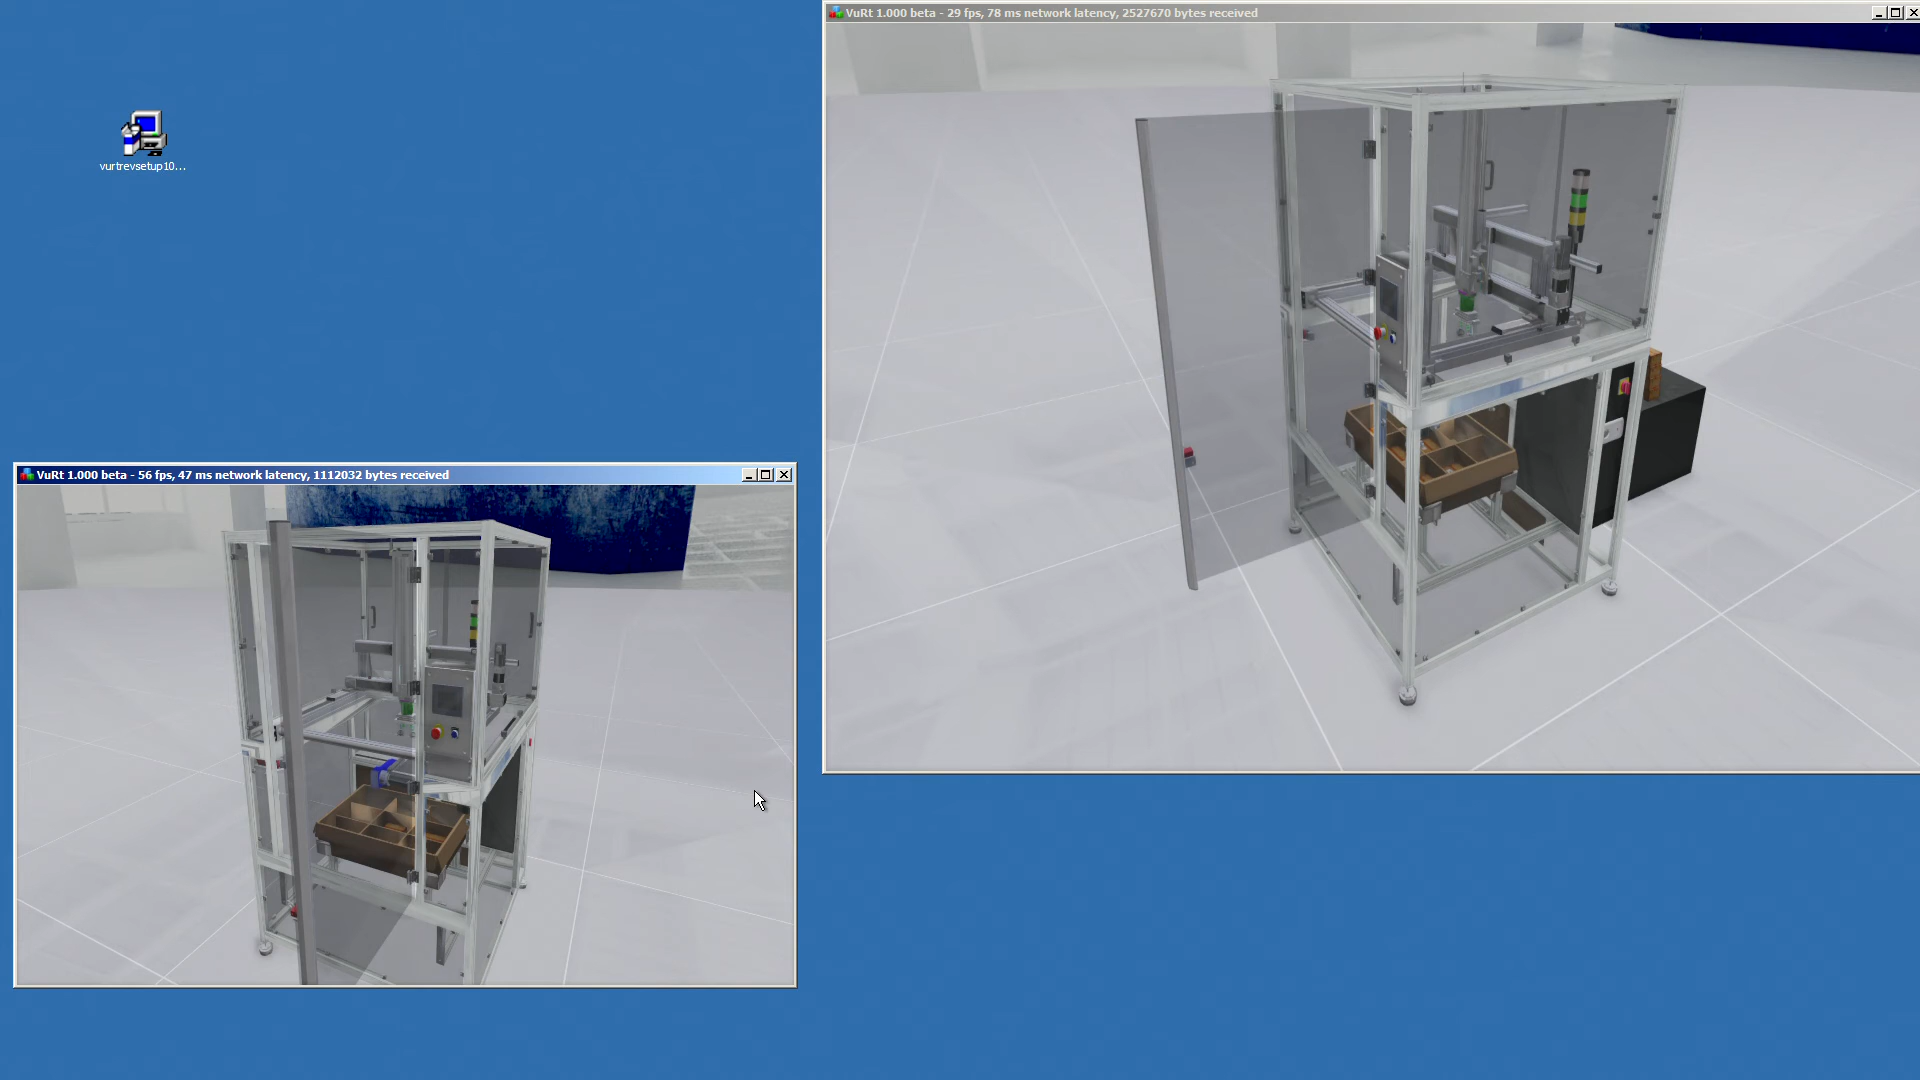 VuRt 1.000 beta - 29 fps, 78 ms network latency, 2527670 bytes received
vurtrevsetup10...
VuRt 1.000 beta - 56 fps, 47 ms network latency, 1112032 bytes received